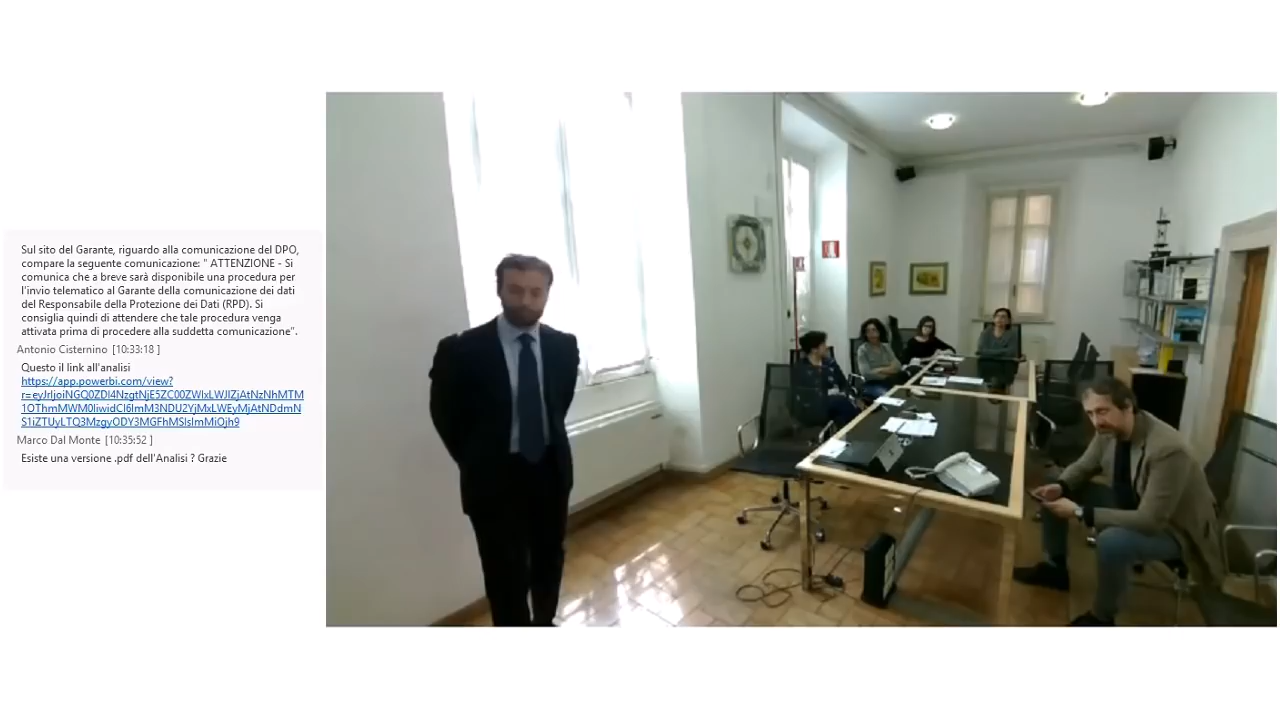 Sul sito del Garante, riguardo alla comunicazione del DPO,
compare la seguente comunicazione: " ATTENZIONE - Si
comunica che a breve sarà disponibile una procedura per
l'invio telematico al Garante della comunicazione dei dati
del Responsabile della Protezione dei Dati (RPD). Si
consiglia quindi di attendere che tale procedura venga
attivata prima di procedere alla suddetta comunicazione".
Antonio Cisternino [10:33:18 ]
Questo il link all'analisi
https://app.powerbi.com/view?
Marco Dal Monte [10:35:52 ]
Esiste una versione .pdf dell'Analisi ? Grazie